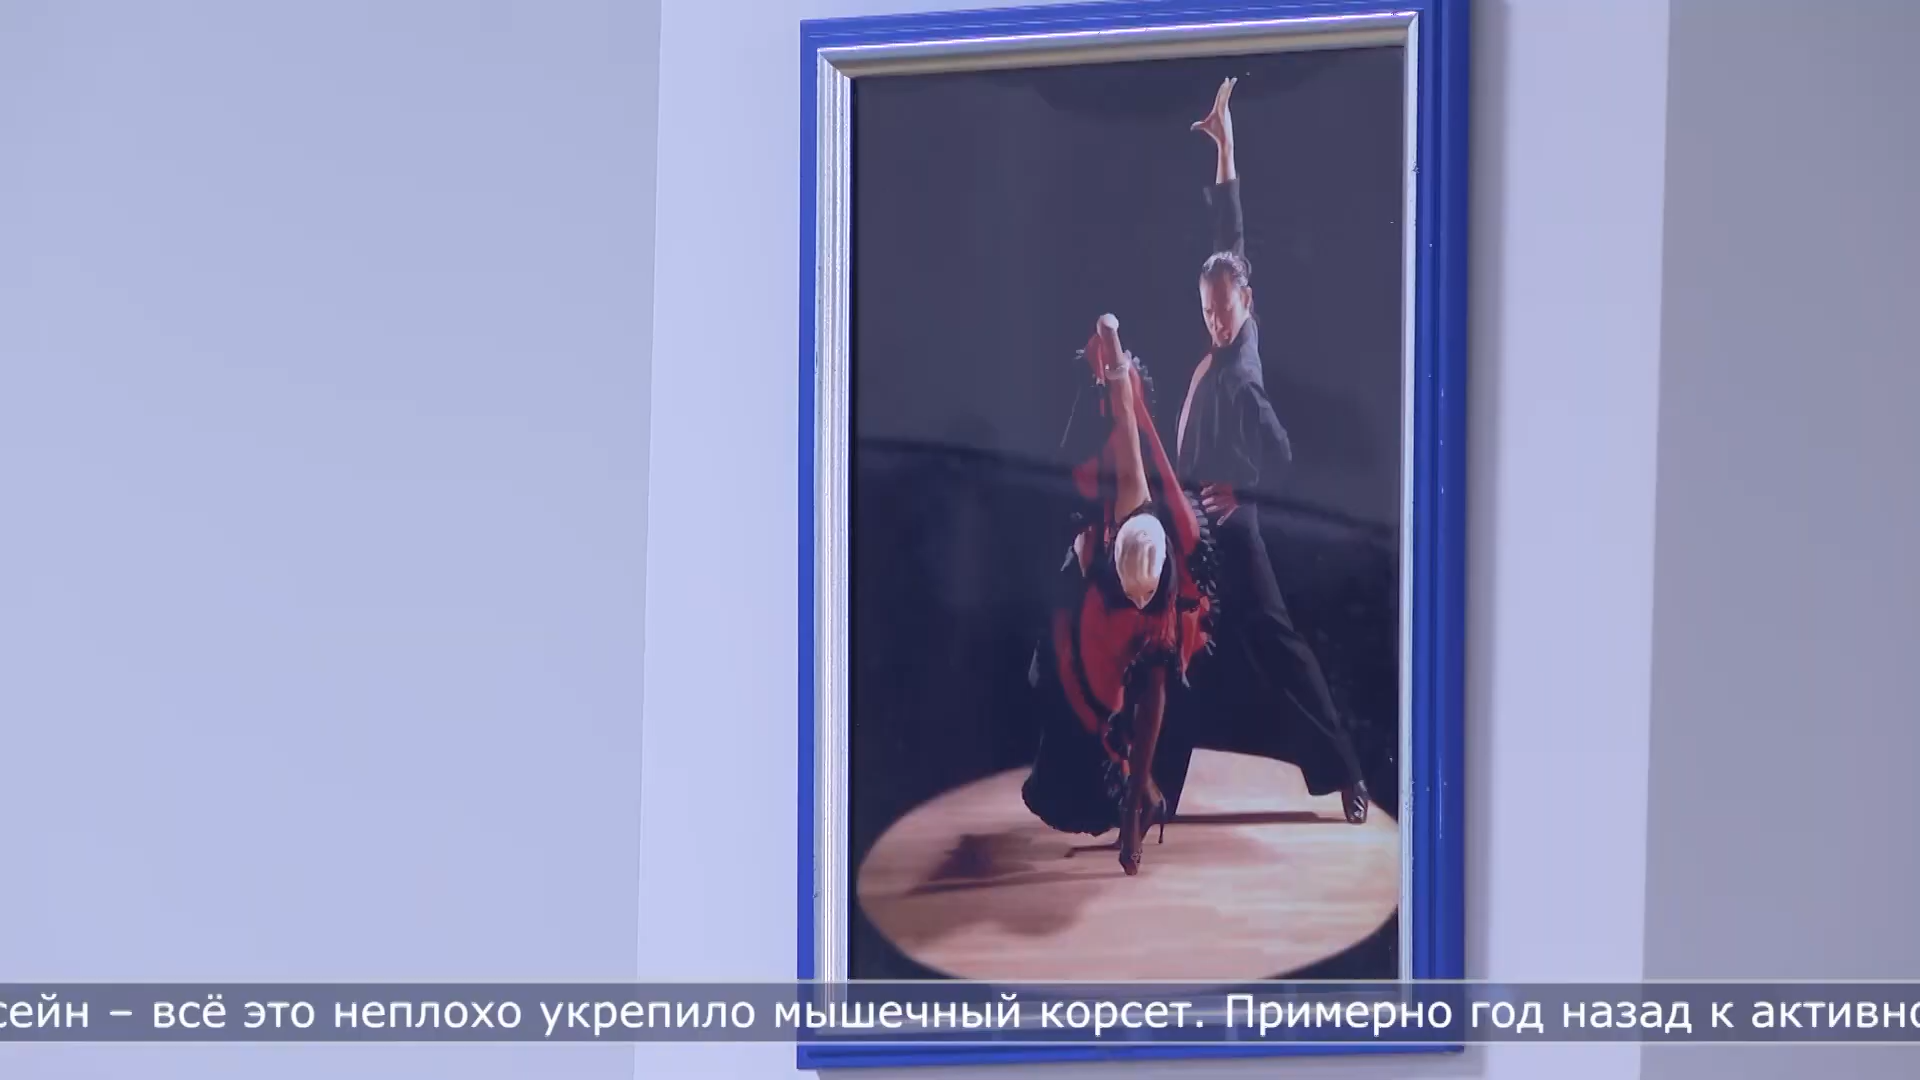 сейн – всё это неплохо укрепило мышечный корсет. Примерно год назад к активно